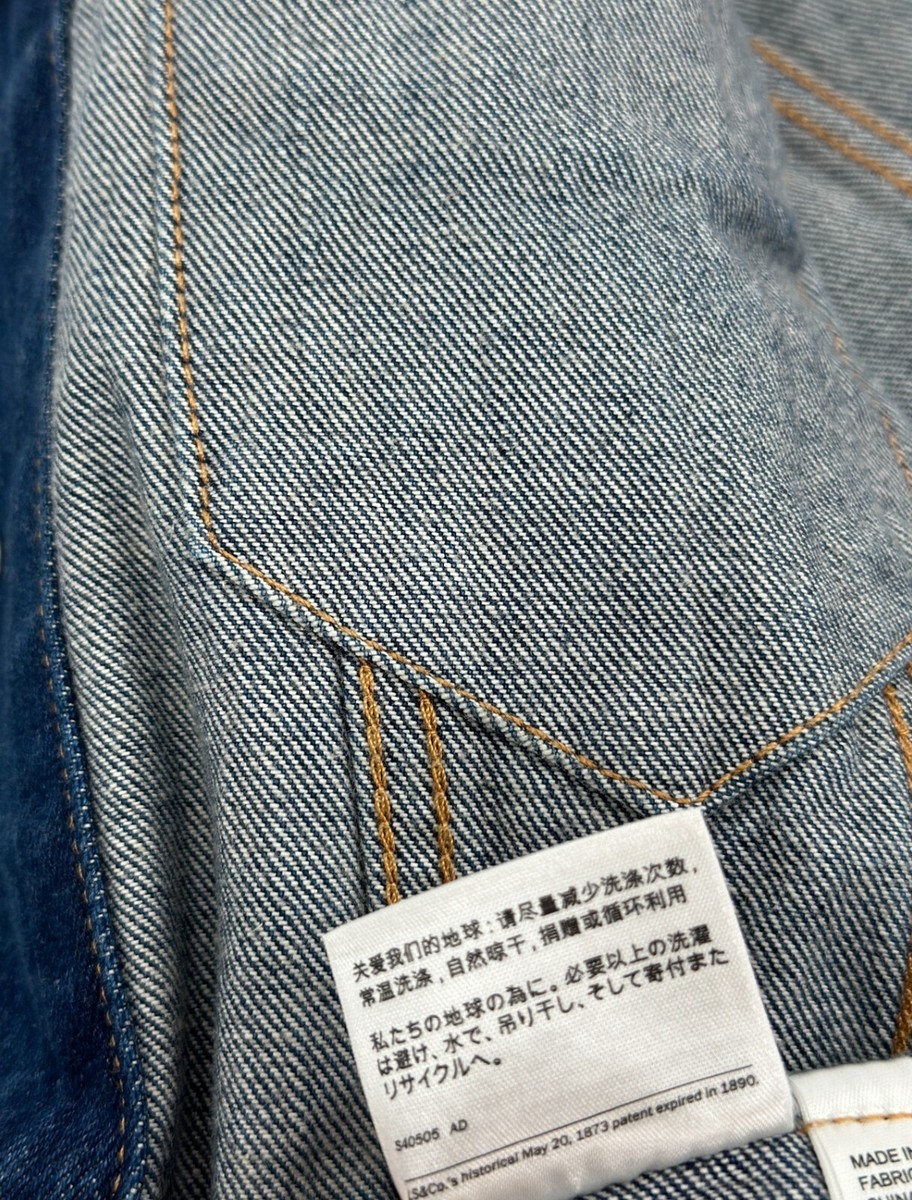 关爱我们的地球：请尽量减少洗涤次数，
常温洗涤，自然晾干，捐赠或循环利用
私たちの地球の為に。必要以上の洗濯
は避け、水で、吊り干し、そして寄付また
リサイクルへ。
S40505 AD
LS&Co.'s historical May 20, 1873 patent expired in 1890.
MADE IN
FABRIC